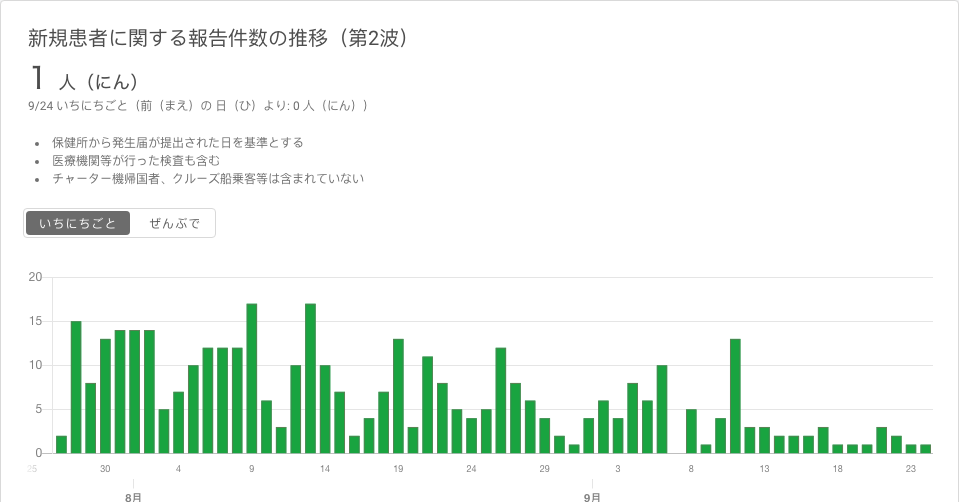 新規患者に関する報告件数の推移（第2波）
1 人（にん）
9/24 いちにちごと（前（まえ）の 日（ひ）より: 0 人（にん））
保健所から発生届が提出された日を基準とする
医療機関等が行った検査も含む
チャーター機帰国者、クルーズ船乗客等は含まれていない
いちにちごと ぜんぶで
20
15
10
5
0
25 30 4 9 14 19 24 29 3 8 13 18 23
8月 9月